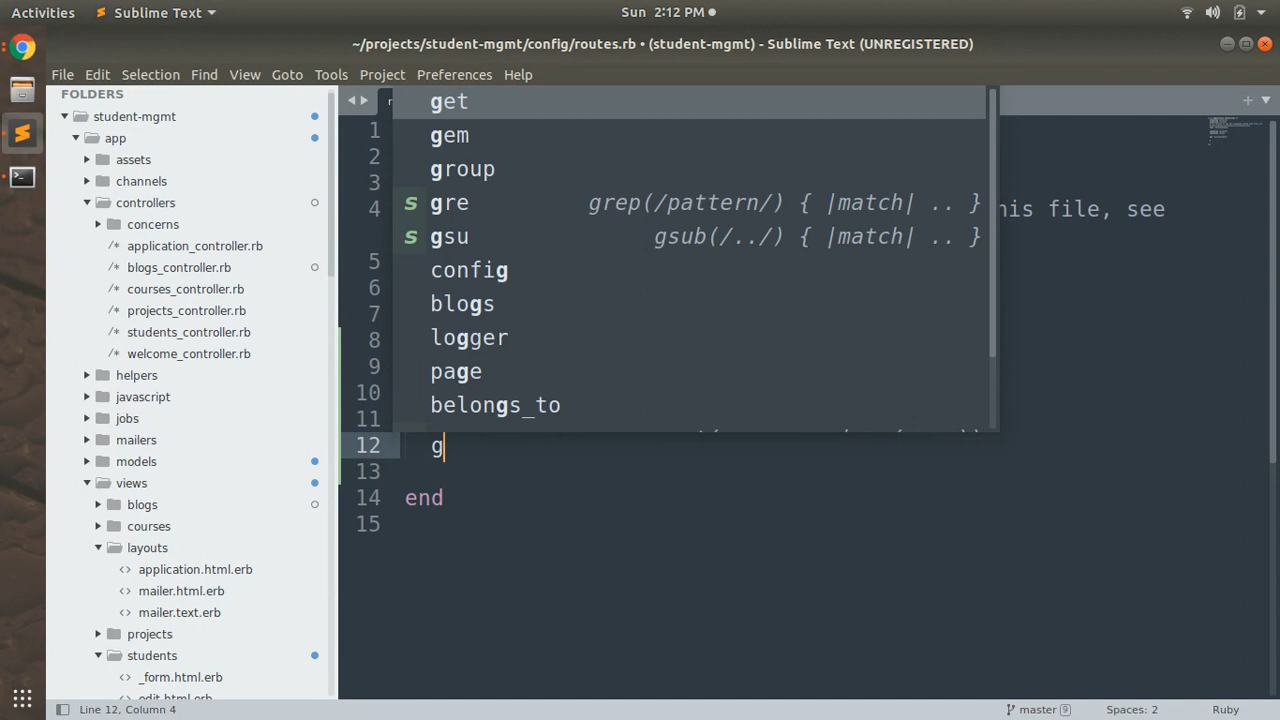 Activities
Sublime Text
Sun 2:12 PM
~/projects/student-mgmt/config/routes.rb • (student-mgmt) - Sublime Text (UNREGISTERED)
File Edit Selection Find View Goto Tools Project Preferences Help
FOLDERS
student-mgmt
app
assets
channels
controllers
concerns
/* application_controller.rb
/* blogs_controller.rb
/* courses_controller.rb
/* projects_controller.rb
/* students_controller.rb
/* welcome_controller.rb
helpers
javascript
jobs
mailers
models
views
blogs
courses
layouts
<> application.html.erb
<> mailer.html.erb
<> mailer.text.erb
projects
students
<> _form.html.erb
<> edit.html.erb
get
gem
group
s gre grep(/pattern/) { |match| .. }
s gsu gsub(/../) { |match| .. }
config
blogs
logger
page
belongs_to
1
2
3
4 his file, see
5
6
7
8
9
10
11
12 g
13
14 end
15
Line 12, Column 4
master 9
Spaces: 2
Ruby